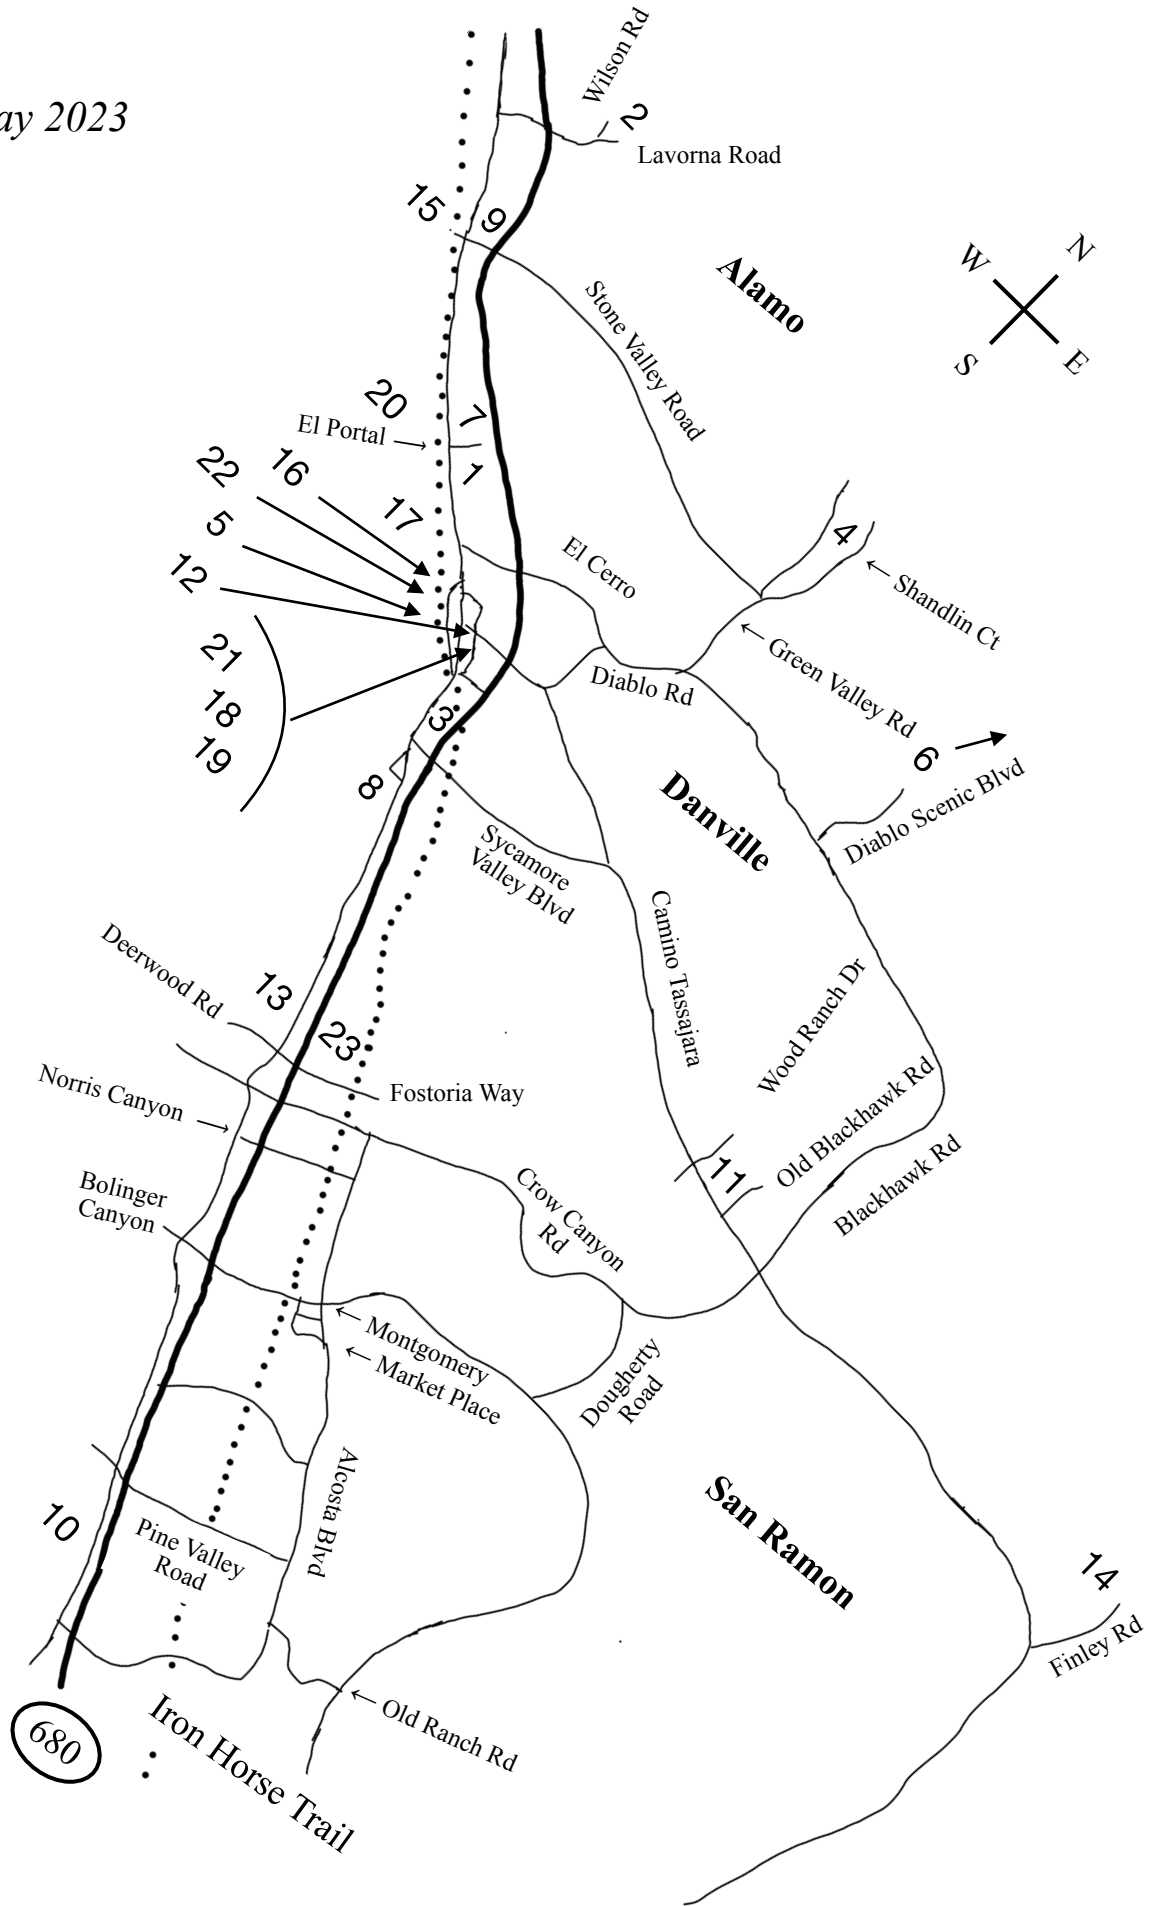 Wilson Rd
2
ay 2023
Lavorna Road
15
9
N
W
Alamo
S
E
Stone Valley Road
20
7
El Portal →
22
16
1
17
5
12
El Cerro
4
← Shandlin Ct
21
18
19
← Green Valley Rd
Diablo Rd
3
6
8
Danville
Diablo Scenic Blvd
Sycamore
Valley Blvd
Camino Tassajara
Deerwood Rd
13
23
Wood Ranch Dr
Norris Canyon →
Fostoria Way
Old Blackhawk Rd
11
Blackhawk Rd
Bolinger
Canyon
Crow Canyon
Rd
← Montgomery
← Market Place
Dougherty
Road
Alcosta Blvd
San Ramon
10
Pine Valley
Road
14
Finley Rd
680
Iron Horse Trail
← Old Ranch Rd